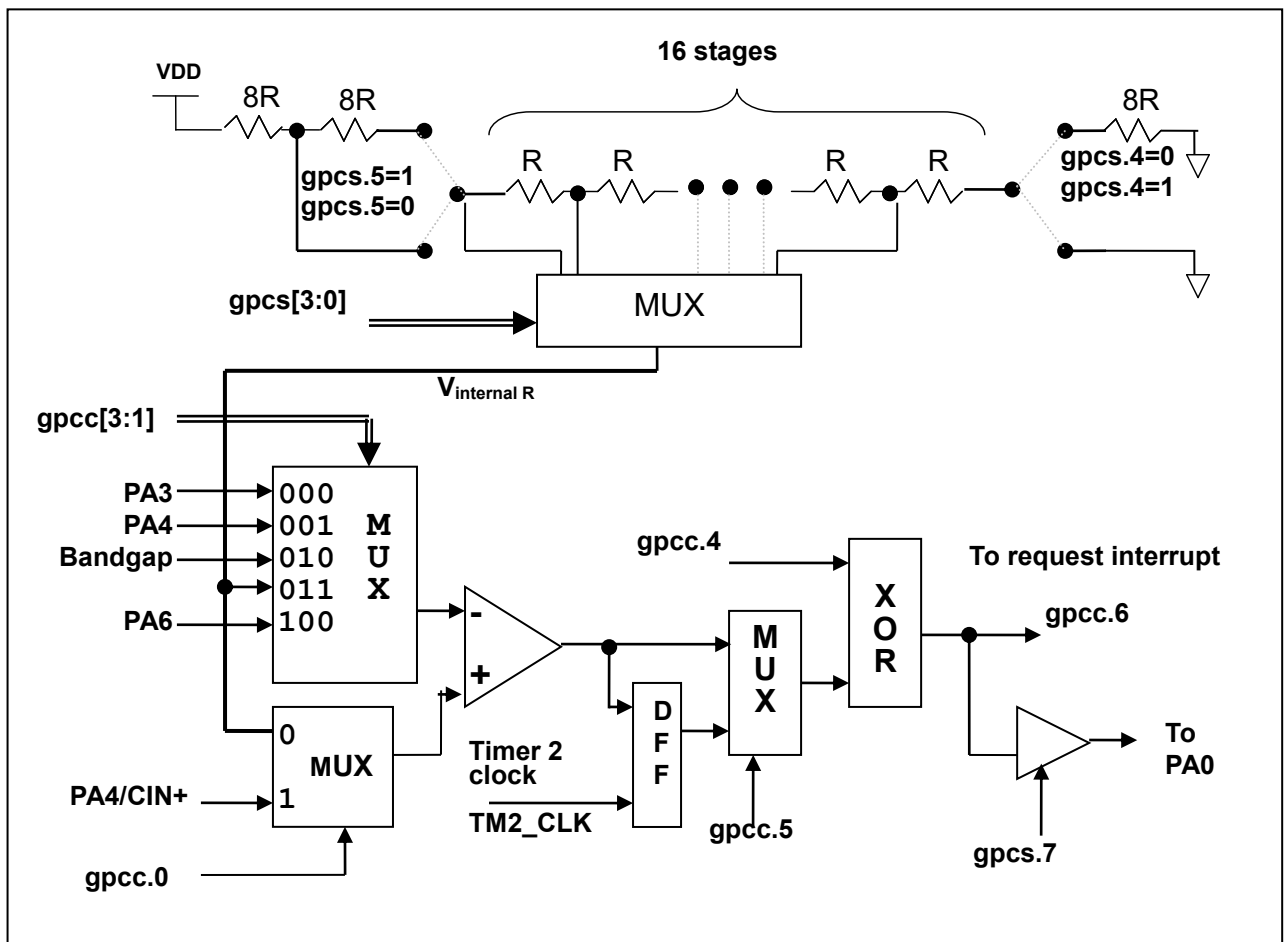 16 stages
VDD
8R
8R
8R
R
R
R
R
gpcs.5=1
gpcs.5=0
gpcs.4=0
gpcs.4=1
MUX
gpcs[3:0]
Vinternal R
gpcc[3:1]
PA3
000
PA4
001
Bandgap
010
011
PA6
100
M
U
X
-
+
gpcc.4
To request interrupt
X
O
R
gpcc.6
M
U
X
D
F
F
0
MUX
1
PA4/CIN+
gpcc.0
Timer 2
clock
TM2_CLK
gpcc.5
To
PA0
gpcs.7